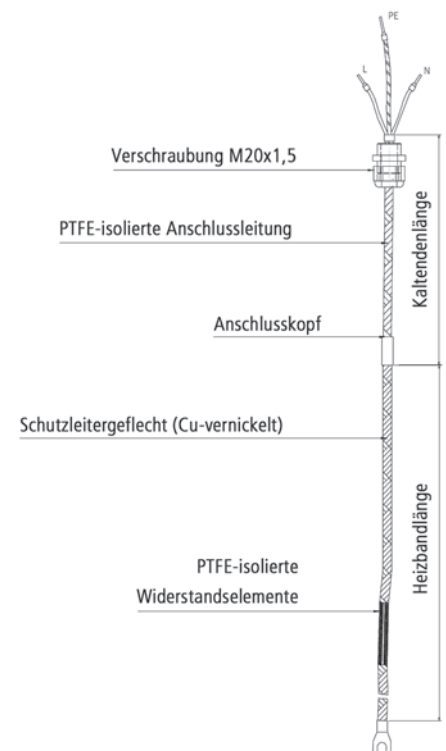 PE
L
N
Verschraubung M20x1,5
PTFE-isolierte Anschlussleitung
Kaltendenlänge
Anschlusskopf
Schutzleitergeflecht (Cu-vernickelt)
Heizbandlänge
PTFE-isolierte
Widerstandselemente